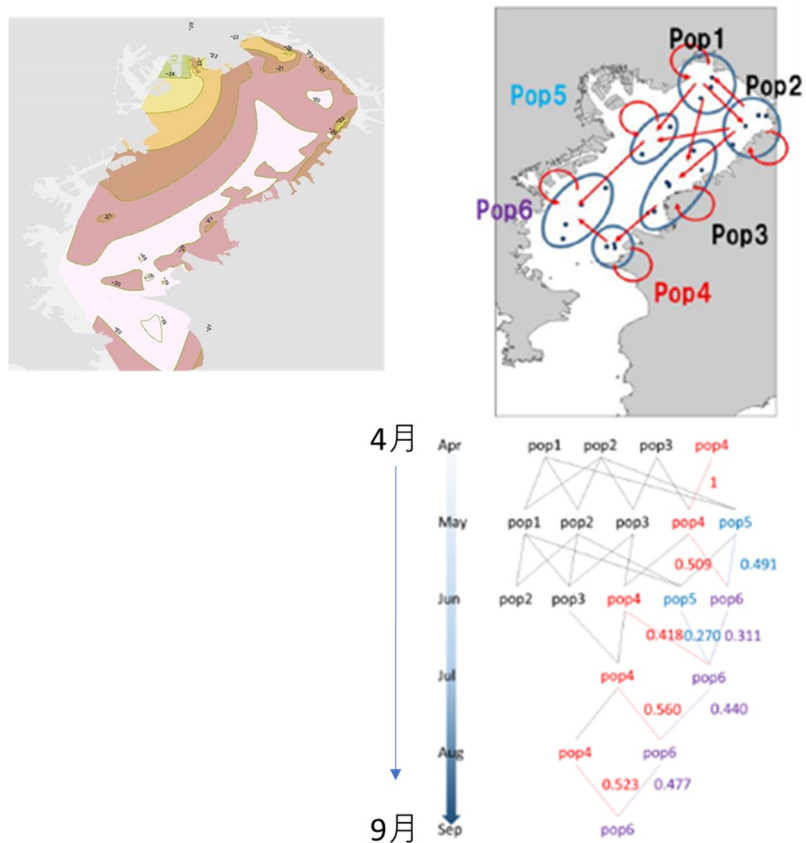 Pop1
Pop2
Pop5
Pop6
Pop3
Pop4
4月
Apr pop1 pop2 pop3 pop4
1
May pop1 pop2 pop3 pop4 pop5
0.509 0.491
Jun pop2 pop3 pop4 pop5 pop6
0.418 0.270 0.311
Jul pop4 pop6
0.560 0.440
Aug pop4 pop6
0.523 0.477
9月 Sep pop6